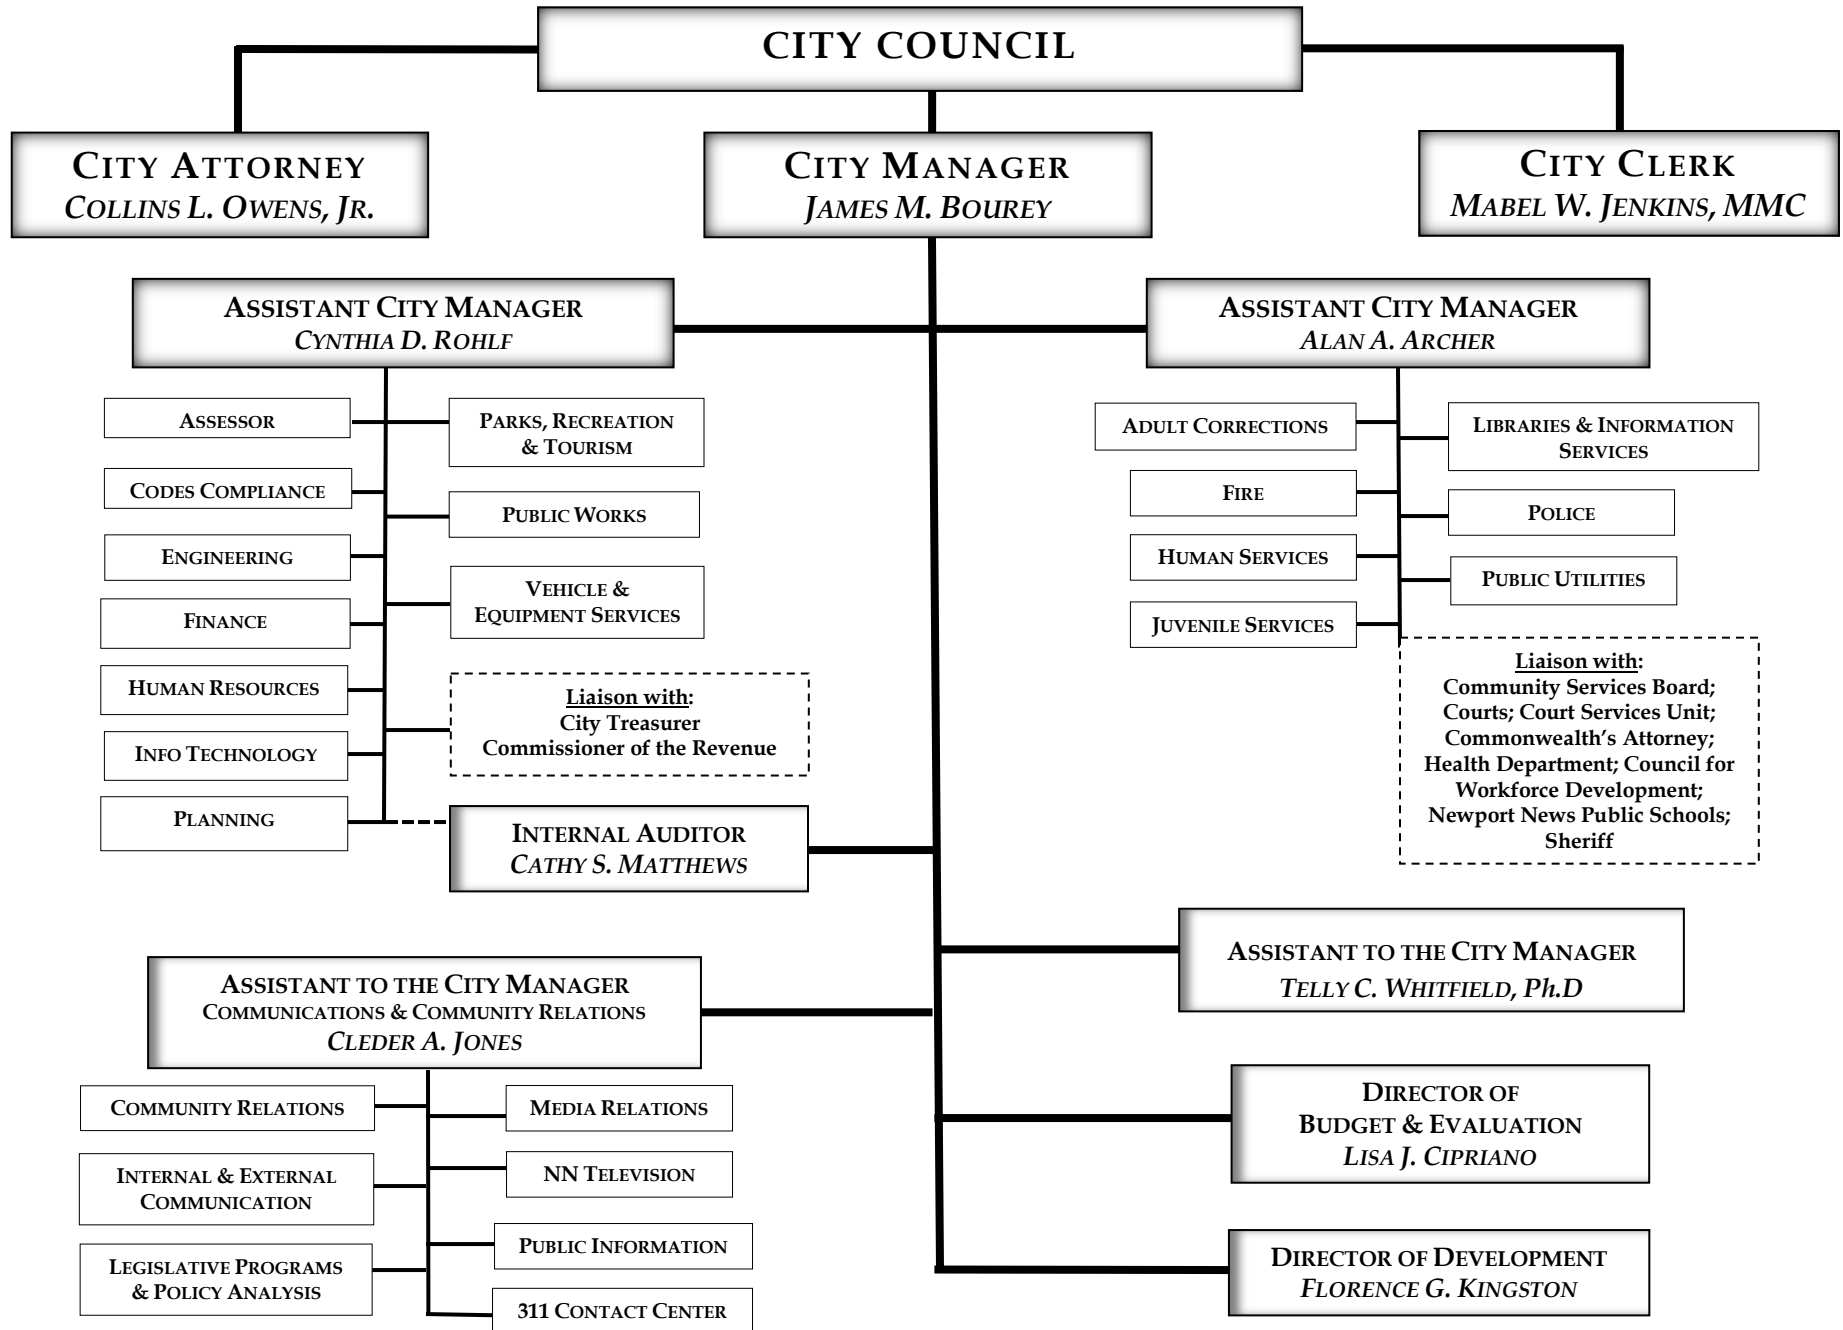 CITY COUNCIL
CITY ATTORNEY
COLLINS L. OWENS, JR.
CITY MANAGER
JAMES M. BOUREY
CITY CLERK
MABEL W. JENKINS, MMC
ASSISTANT CITY MANAGER
CYNTHIA D. ROHLF
ASSESSOR
CODES COMPLIANCE
ENGINEERING
FINANCE
HUMAN RESOURCES
INFO TECHNOLOGY
PLANNING
PARKS, RECREATION
& TOURISM
PUBLIC WORKS
VEHICLE &
EQUIPMENT SERVICES
Liaison with:
City Treasurer
Commissioner of the Revenue
INTERNAL AUDITOR
CATHY S. MATTHEWS
ASSISTANT CITY MANAGER
ALAN A. ARCHER
ADULT CORRECTIONS
FIRE
HUMAN SERVICES
JUVENILE SERVICES
LIBRARIES & INFORMATION
SERVICES
POLICE
PUBLIC UTILITIES
Liaison with:
Community Services Board;
Courts; Court Services Unit;
Commonwealth's Attorney;
Health Department; Council for
Workforce Development;
Newport News Public Schools;
Sheriff
ASSISTANT TO THE CITY MANAGER
COMMUNICATIONS & COMMUNITY RELATIONS
CLEDER A. JONES
COMMUNITY RELATIONS
INTERNAL & EXTERNAL
COMMUNICATION
LEGISLATIVE PROGRAMS
& POLICY ANALYSIS
MEDIA RELATIONS
NN TELEVISION
PUBLIC INFORMATION
311 CONTACT CENTER
ASSISTANT TO THE CITY MANAGER
TELLY C. WHITFIELD, Ph.D
DIRECTOR OF
BUDGET & EVALUATION
LISA J. CIPRIANO
DIRECTOR OF DEVELOPMENT
FLORENCE G. KINGSTON